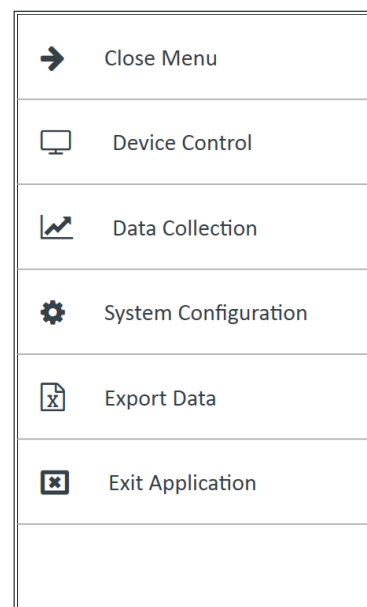 Close Menu
Device Control
Data Collection
System Configuration
Export Data
Exit Application